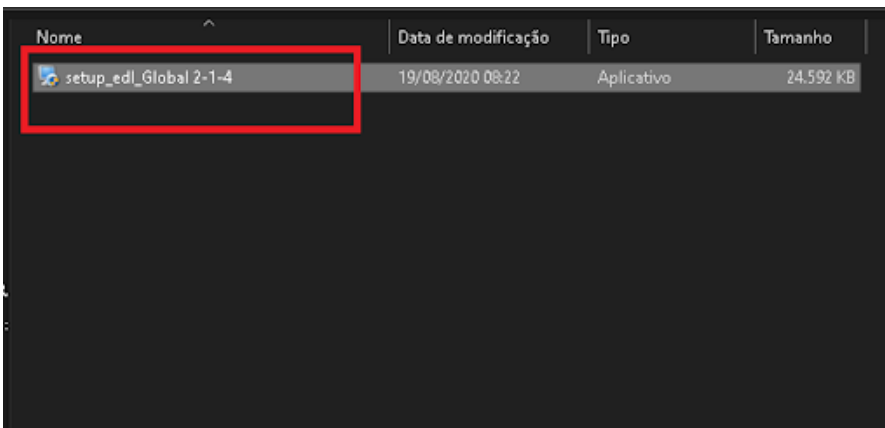 Nome Data de modificação Tipo Tamanho
setup_edl_Global 2-1-4 19/08/2020 08:22 Aplicativo 24.592 KB